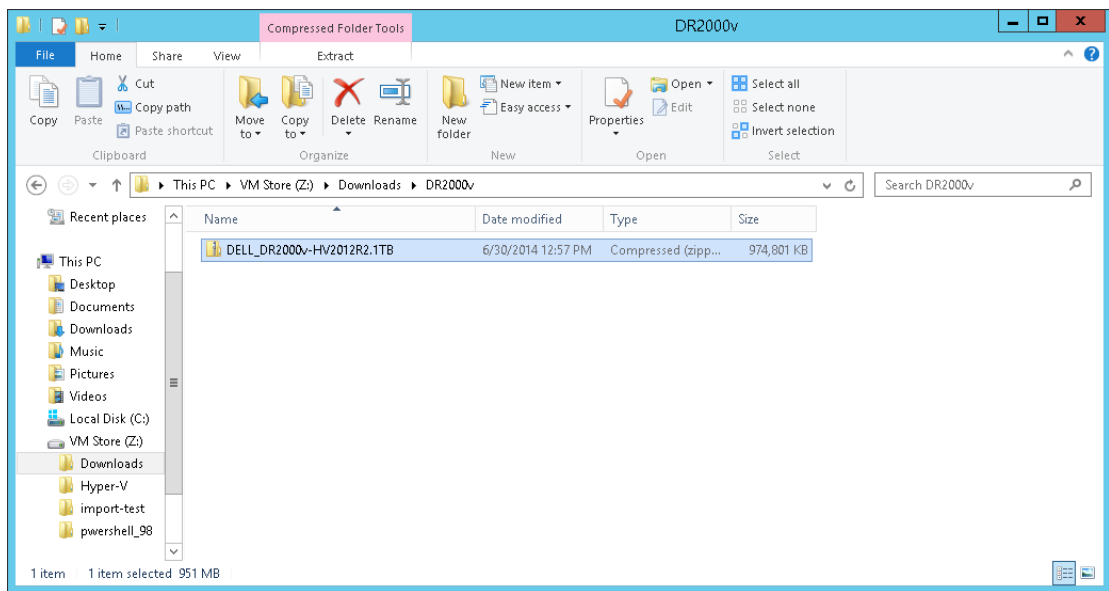 Compressed Folder Tools
DR2000v
File Home Share View Extract
Copy
Paste
Cut
Copy path
Paste shortcut
Clipboard
Move to
Copy to
Delete
Rename
Organize
New folder
New item
Easy access
New
Properties
Open
Edit
Open
Select all
Select none
Invert selection
Select
This PC VM Store (Z:) Downloads DR2000v
Search DR2000v
Recent places
This PC
Desktop
Documents
Downloads
Music
Pictures
Videos
Local Disk (C:)
VM Store (Z:)
Downloads
Hyper-V
import-test
pwershell_98
Name Date modified Type Size
DELL_DR2000v-HV2012R2.1TB 6/30/2014 12:57 PM Compressed (zipp... 974,801 KB
1 item 1 item selected 951 MB